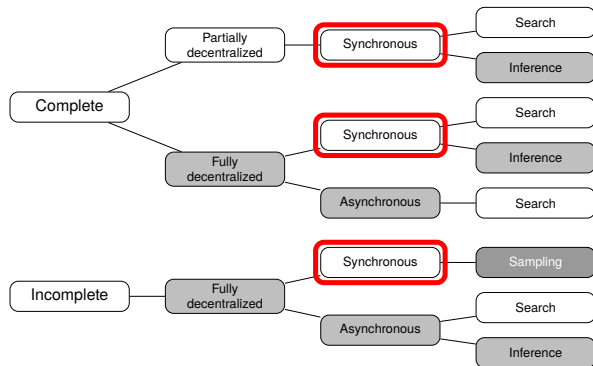 Partially
decentralized
Synchronous
Search
Inference
Complete
Synchronous
Search
Inference
Fully
decentralized
Asynchronous
Search
Synchronous
Sampling
Incomplete
Fully
decentralized
Asynchronous
Search
Inference